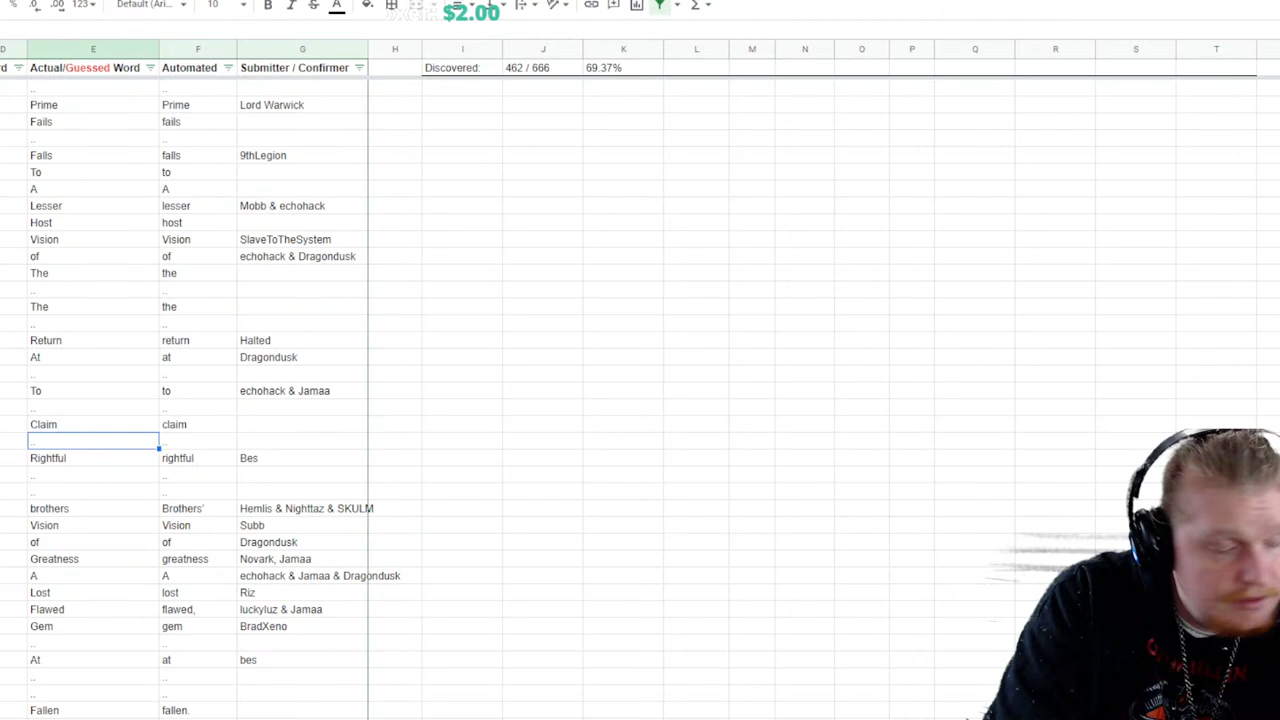 % .0 .00 123 Default (Ari... 10 B I S A
$2.00
D E F G H I J K L M N O P Q R S T
rd Actual/Guessed Word Automated Submitter / Confirmer Discovered: 462 / 666 69.37%
.. ..
Prime Prime Lord Warwick
Fails fails
.. ..
Falls falls 9thLegion
To to
A A
Lesser lesser Mobb & echohack
Host host
Vision Vision SlaveToTheSystem
of of echohack & Dragondusk
The the
.. ..
The the
.. ..
Return return Halted
At at Dragondusk
.. ..
To to echohack & Jamaa
.. ..
Claim claim
.. ..
Rightful rightful Bes
.. ..
.. ..
brothers Brothers' Hemlis & Nighttaz & SKULM
Vision Vision Subb
of of Dragondusk
Greatness greatness Novark, Jamaa
A A echohack & Jamaa & Dragondusk
Lost lost Riz
Flawed flawed, luckyluz & Jamaa
Gem gem BradXeno
.. ..
At at bes
.. ..
.. ..
Fallen fallen.